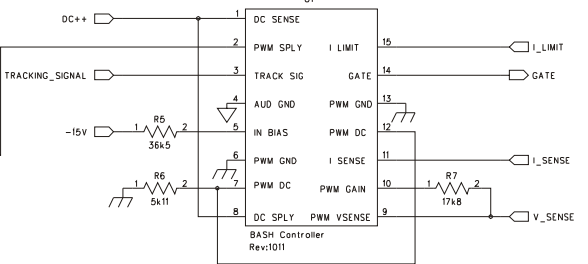 U1
DC++ 1 DC SENSE
2 PWM SPLY I LIMIT 15 I_LIMIT
TRACKING_SIGNAL 3 TRACK SIG GATE 14 GATE
4 AUD GND PWM GND 13
R5
-15V 1 2 5 IN BIAS PWM DC 12
36k5
6 PWM GND I SENSE 11 I_SENSE
R6 R7
1 2 7 PWM DC PWM GAIN 10 1 2
5k11 17k8
8 DC SPLY PWM VSENSE 9 V_SENSE
BASH Controller
Rev:1011